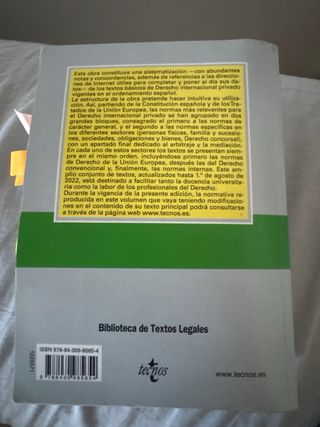 Esta obra constituye una sistematización —con abundantes
notas y concordancias, además de referencias a las direccio-
nes de Internet útiles para completar y poner al día sus da-
tos— de los textos básicos de Derecho internacional privado
vigentes en el ordenamiento español.
La estructura de la obra pretende hacer intuitiva su utiliza-
ción. Así, partiendo de la Constitución española y de los Tra-
tados de la Unión Europea, las normas más relevantes para
el Derecho internacional privado se han agrupado en dos
grandes bloques, consagrado el primero a las normas de
carácter general, y el segundo a las normas específicas en
los diferentes sectores (personas físicas, familia y sucesio-
nes, sociedades, obligaciones y bienes, Derecho concursal),
con un apartado final dedicado al arbitraje y la mediación.
En cada uno de estos sectores los textos se presentan siem-
pre en el mismo orden, incluyéndose primero las normas
de Derecho de la Unión Europea, después las del Derecho
convencional y, finalmente, las normas internas. Este am-
plio conjunto de textos, actualizados hasta 1.º de agosto de
2022, está destinado a facilitar tanto la docencia universita-
ria como la labor de los profesionales del Derecho.
Durante la vigencia de la presente edición, la normativa re-
producida en este volumen que vaya teniendo modificacio-
nes en el contenido de su texto principal podrá consultarse
a través de la página web www.tecnos.es.
Biblioteca de Textos Legales
ISBN 978-84-309-8565-4
1225571
9 788430 985654
tecnos
www.tecnos.es